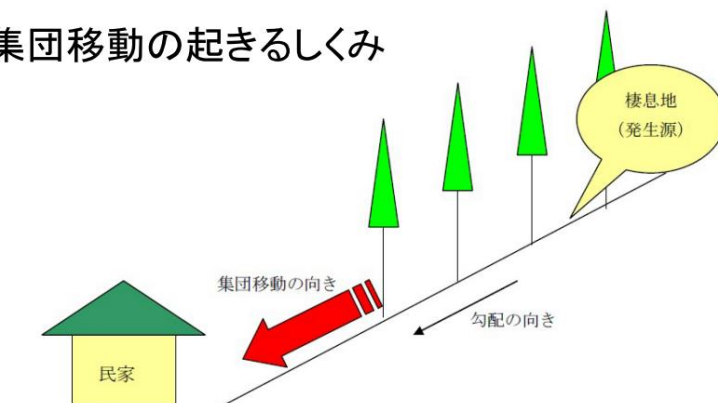 集団移動の起きるしくみ
棲息地
(発生源)
集団移動の向き
勾配の向き
民家